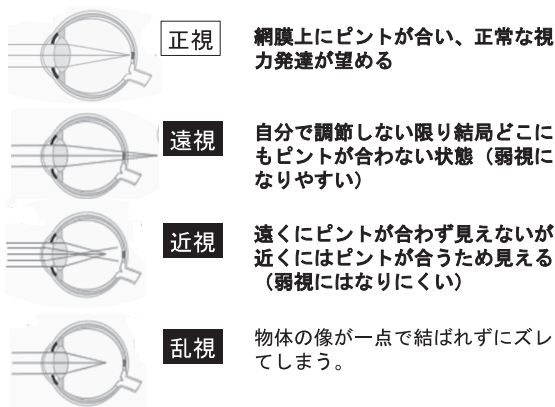 正視
網膜上にピントが合い、正常な視
力発達が望める
遠視
自分で調節しない限り結局どこに
もピントが合わない状態（弱視に
なりやすい）
近視
遠くにピントが合わず見えないが
近くにはピントが合うため見える
（弱視にはなりにくい）
乱視
物体の像が一点で結ばれずにズレ
てしまう。